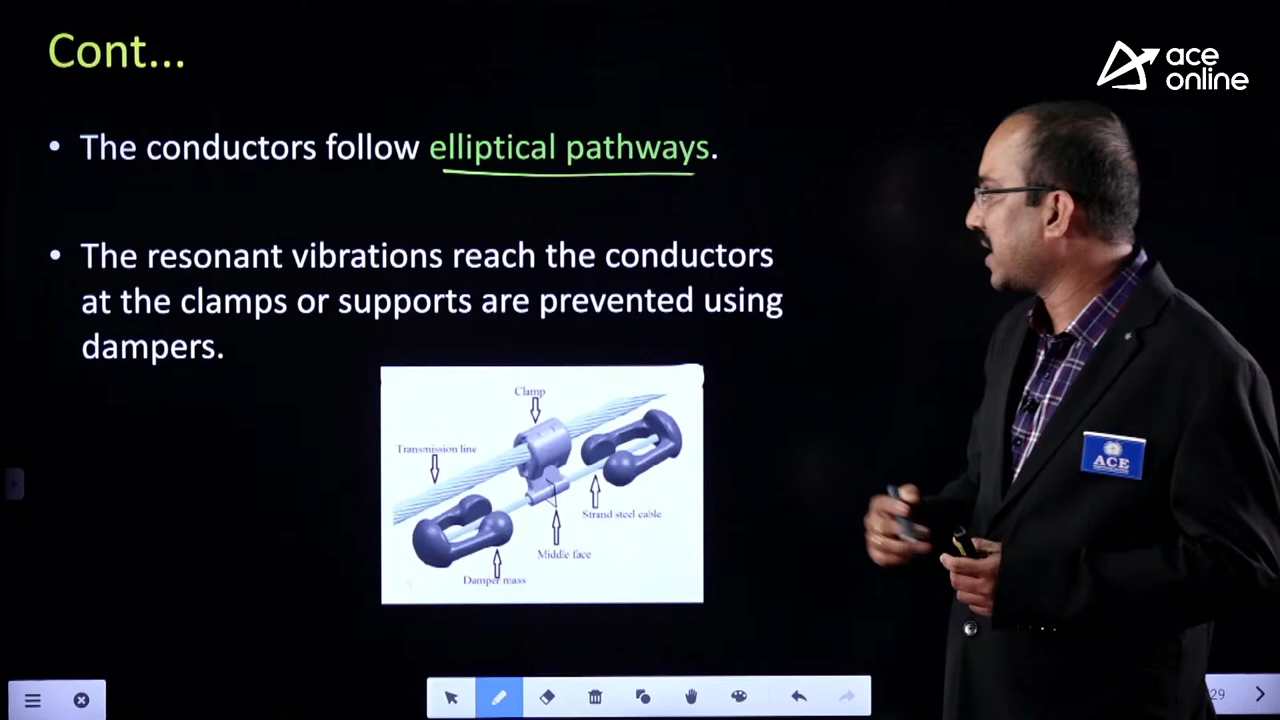 Cont...
ace
online
• The conductors follow elliptical pathways.
• The resonant vibrations reach the conductors
at the clamps or supports are prevented using
dampers.
Clamp
Transmission line
Strand steel cable
Middle face
Damper mass
ACE
29